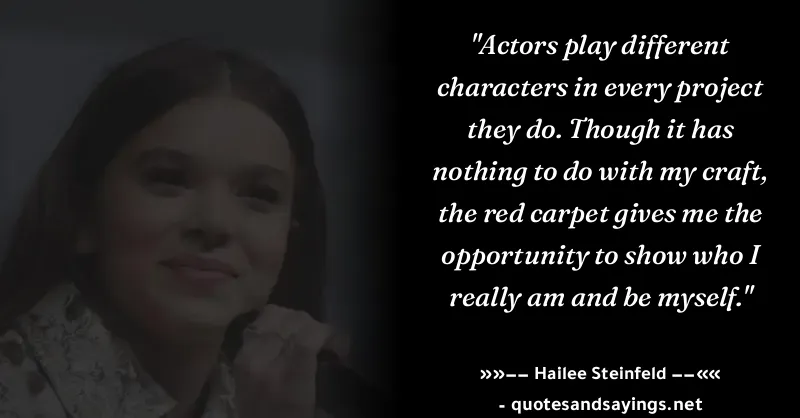 "Actors play different
characters in every project
they do. Though it has
nothing to do with my craft,
the red carpet gives me the
opportunity to show who I
really am and be myself."
»»–– Hailee Steinfeld ––««
- quotesandsayings.net